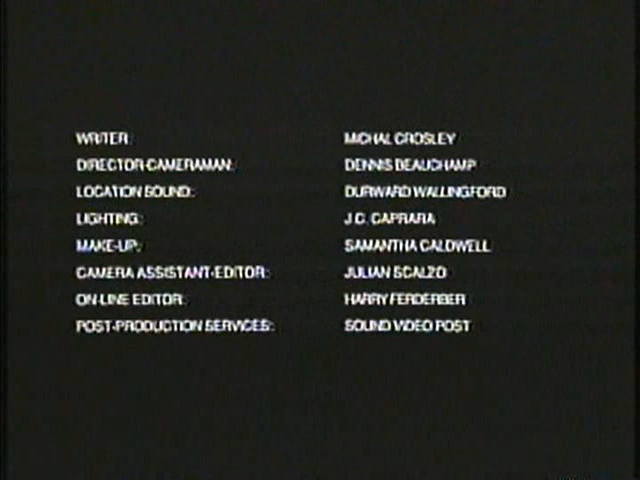 WRITER: MICHAL CROSLEY
DIRECTOR-CAMERAMAN: DENNIS BEAUCHAMP
LOCATION SOUND: DURWARD WALLINGFORD
LIGHTING: J.C. CAPRARA
MAKE-UP: SAMANTHA CALDWELL
CAMERA ASSISTANT-EDITOR: JULIAN SCALZO
ON-LINE EDITOR: HARRY FERDERBER
POST-PRODUCTION SERVICES: SOUND VIDEO POST